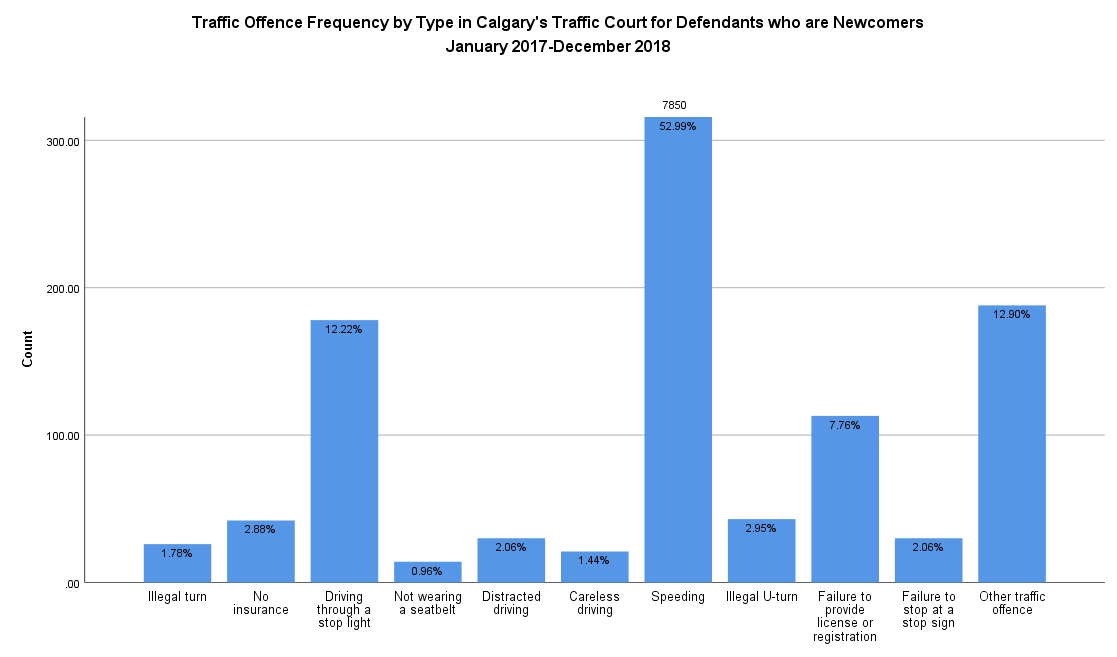 Traffic Offence Frequency by Type in Calgary's Traffic Court for Defendants who are Newcomers
January 2017-December 2018
7850
52.99%
300.00
200.00
12.90%
12.22%
Count
100.00
7.76%
2.88%
2.95%
1.78%
2.06%
2.06%
1.44%
0.96%
.00
Illegal turn
No
insurance
Driving
through a
stop light
Not wearing
a seatbelt
Distracted
driving
Careless
driving
Speeding
Illegal U-turn
Failure to
provide
license or
registration
Failure to
stop at a
stop sign
Other traffic
offence